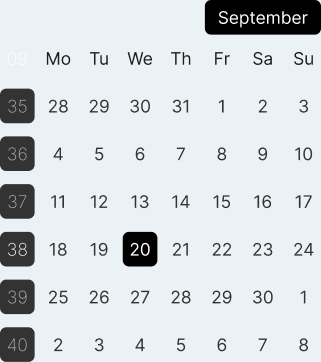 September
09 Mo Tu We Th Fr Sa Su
35 28 29 30 31 1 2 3
36 4 5 6 7 8 9 10
37 11 12 13 14 15 16 17
38 18 19 20 21 22 23 24
39 25 26 27 28 29 30 1
40 2 3 4 5 6 7 8